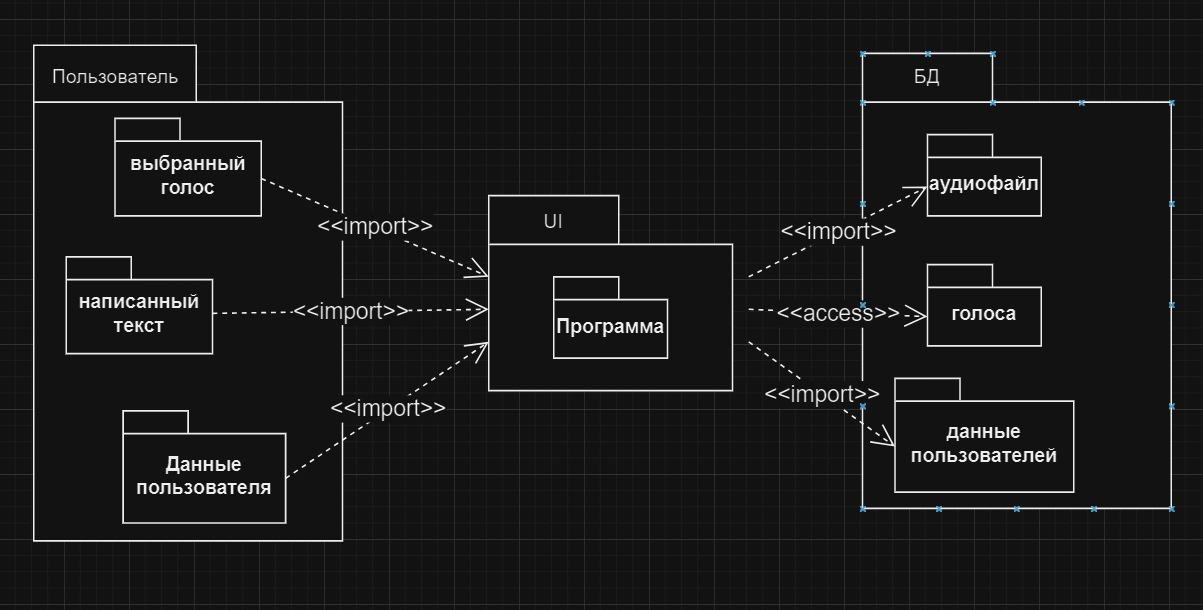 Пользователь
выбранный
голос
<<import>>
написанный
текст
<<import>>
Данные
пользователя
<<import>>
UI
Программа
БД
аудиофайл
<<import>>
голоса
<<access>>
данные
пользователей
<<import>>